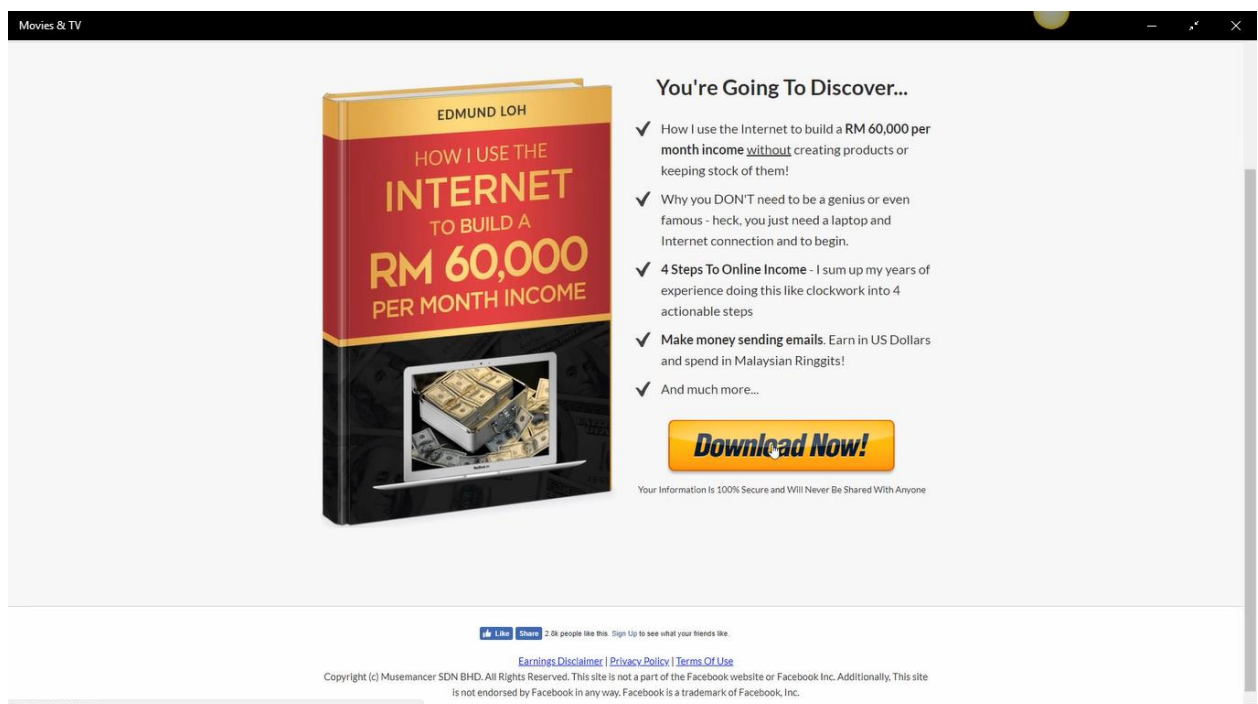 Movies & TV
EDMUND LOH
HOW I USE THE
INTERNET
TO BUILD A
RM 60,000
PER MONTH INCOME
You're Going To Discover...
How I use the Internet to build a RM 60,000 per
month income without creating products or
keeping stock of them!
Why you DON'T need to be a genius or even
famous - heck, you just need a laptop and
Internet connection and to begin.
4 Steps To Online Income - I sum up my years of
experience doing this like clockwork into 4
actionable steps
Make money sending emails. Earn in US Dollars
and spend in Malaysian Ringgits!
And much more...
Download Now!
Your Information Is 100% Secure and Will Never Be Shared With Anyone
Like Share 2.8k people like this. Sign Up to see what your friends like.
Earnings Disclaimer | Privacy Policy | Terms Of Use
Copyright (c) Musemancer SDN BHD. All Rights Reserved. This site is not a part of the Facebook website or Facebook Inc. Additionally, This site
is not endorsed by Facebook in any way. Facebook is a trademark of Facebook, Inc.